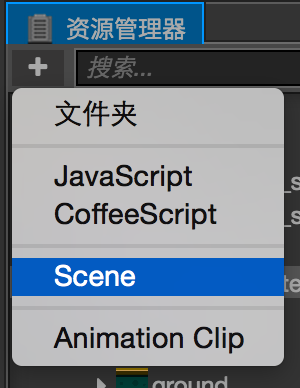 资源管理器
搜索...
文件夹
JavaScript
CoffeeScript
Scene
Animation Clip
ground